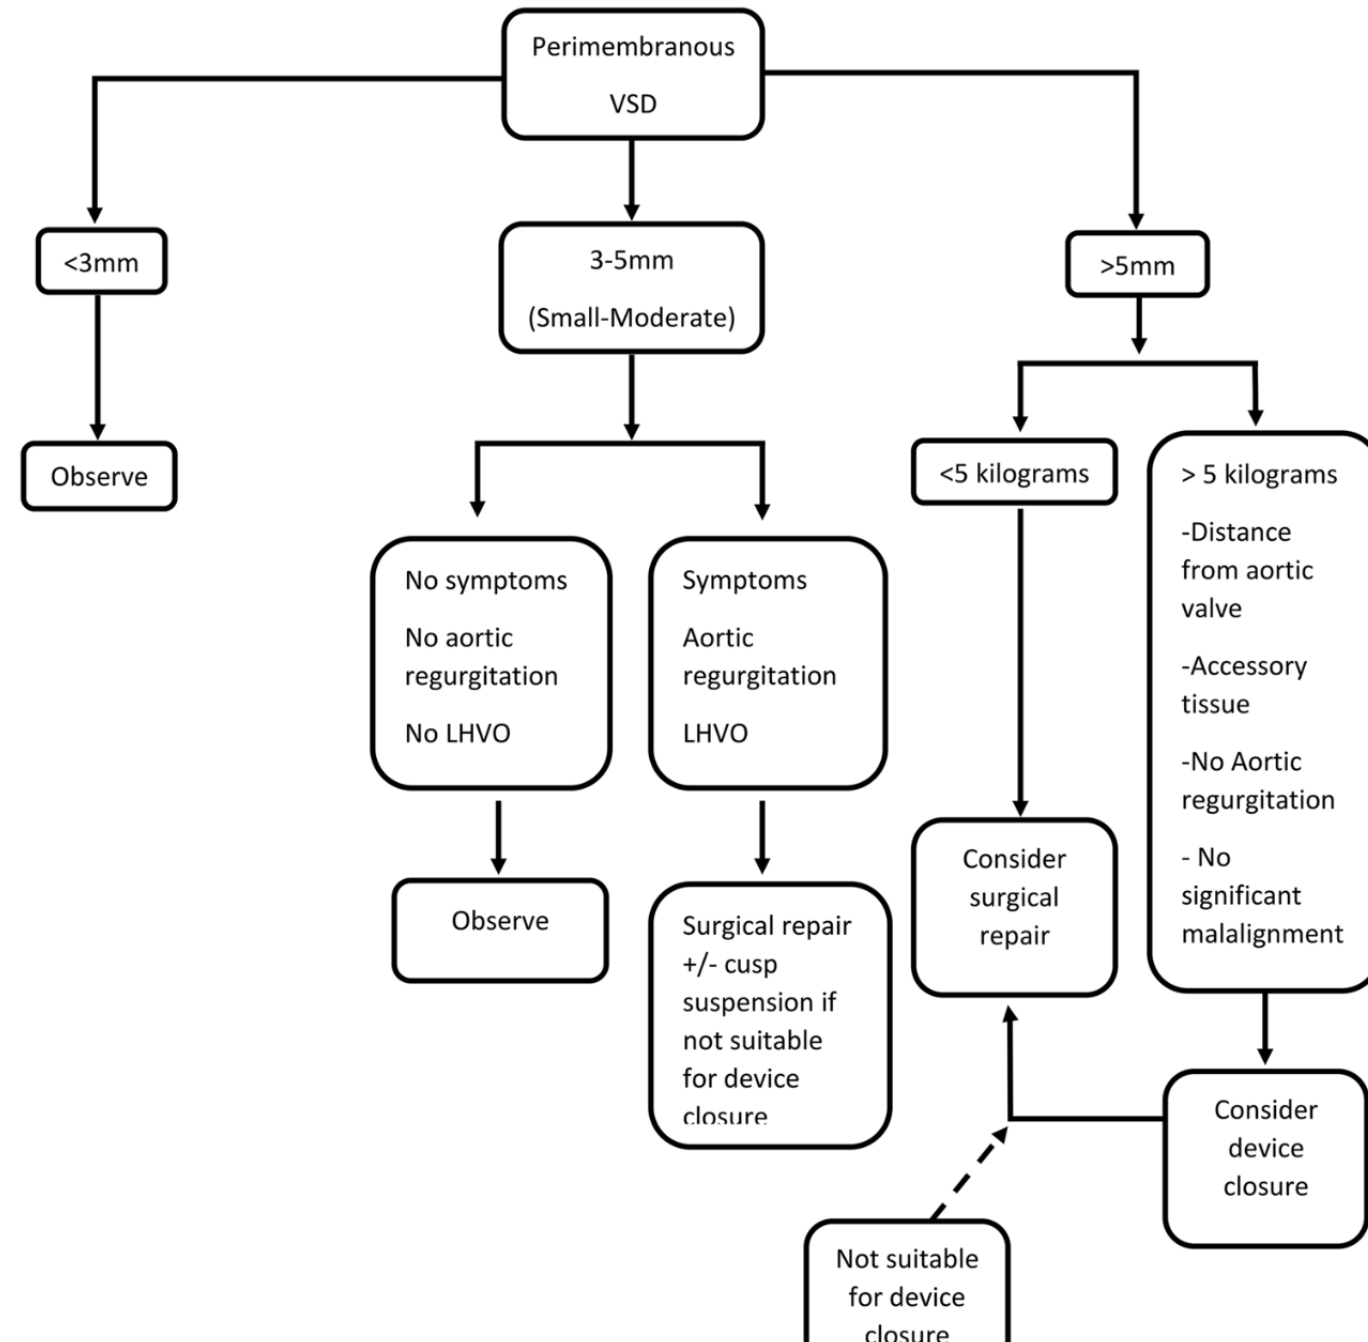 Perimembranous
VSD
<3mm
3-5mm
(Small-Moderate)
>5mm
Observe
<5 kilograms
> 5 kilograms
-Distance
from aortic
valve
-Accessory
tissue
-No Aortic
regurgitation
- No
significant
malalignment
No symptoms
No aortic
regurgitation
No LHVO
Symptoms
Aortic
regurgitation
LHVO
Observe
Surgical repair
+/- cusp
suspension if
not suitable
for device
closure
Consider
surgical
repair
Consider
device
closure
Not suitable
for device
closure